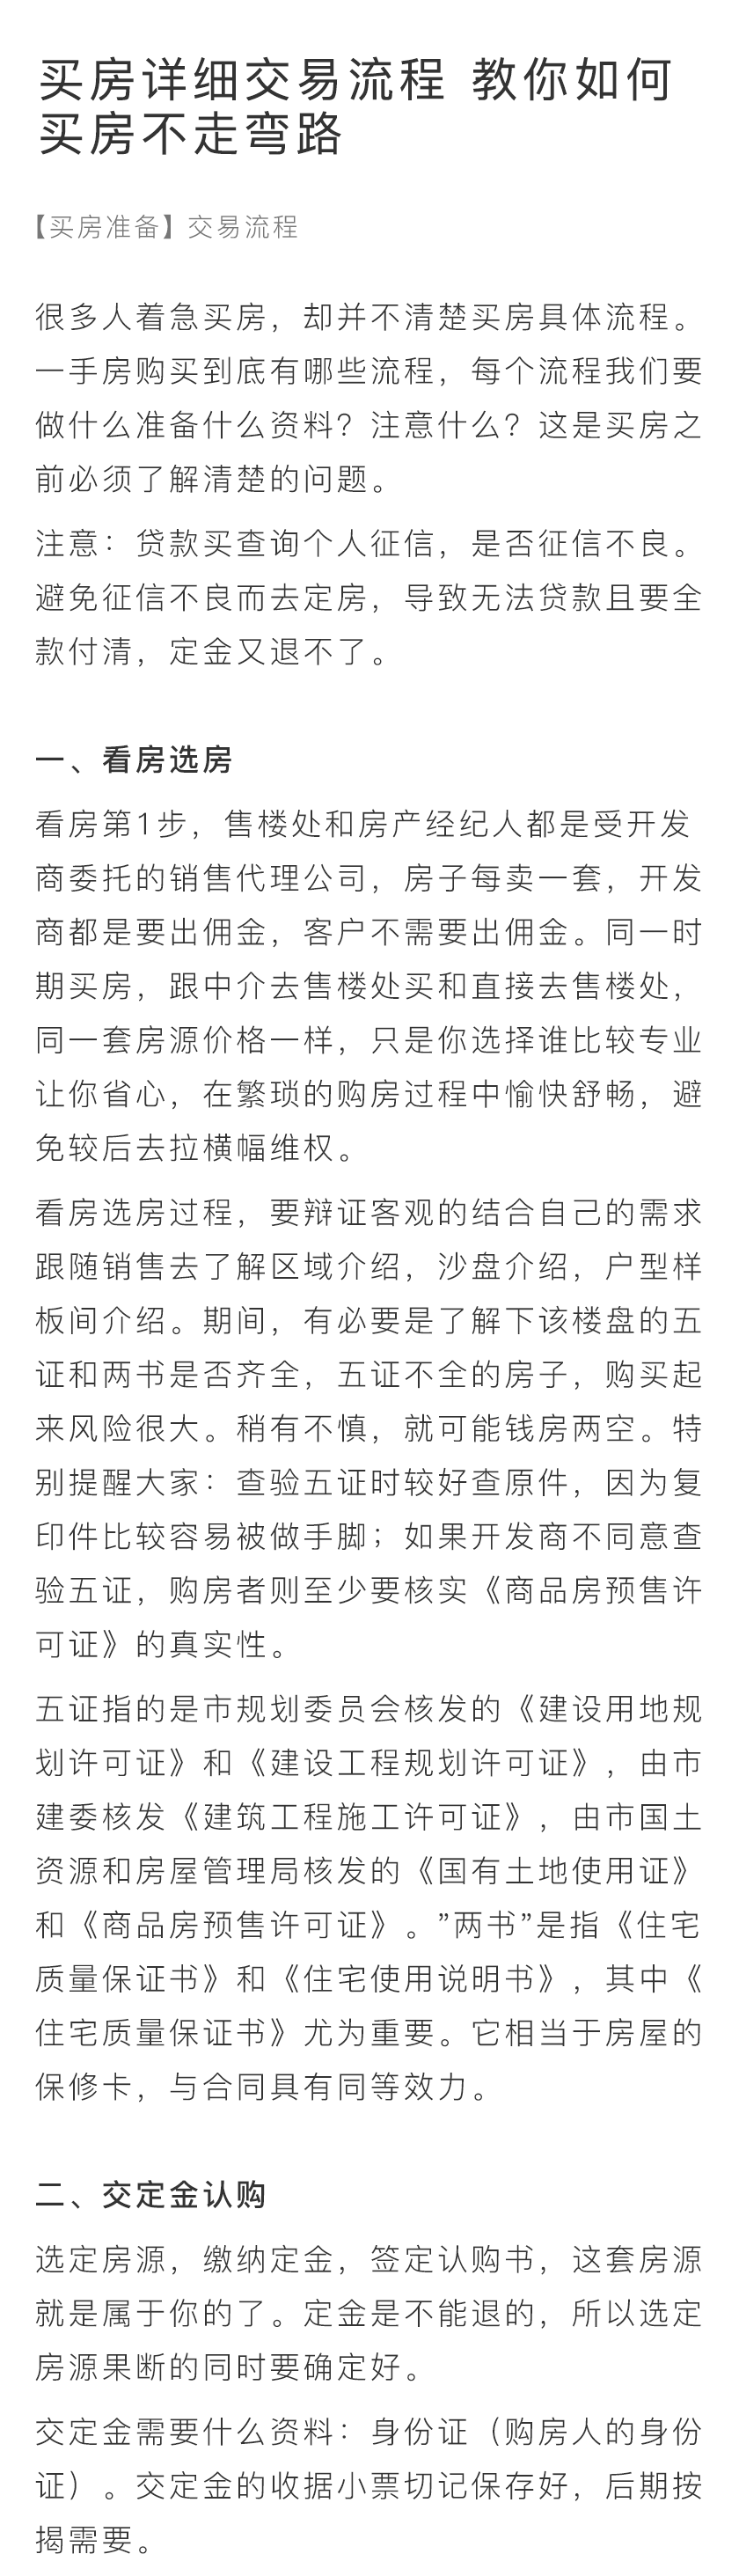 买房详细交易流程 教你如何
买房不走弯路
【买房准备】交易流程
很多人着急买房，却并不清楚买房具体流程。
一手房购买到底有哪些流程，每个流程我们要
做什么准备什么资料？注意什么？这是买房之
前必须了解清楚的问题。
注意：贷款买查询个人征信，是否征信不良。
避免征信不良而去定房，导致无法贷款且要全
款付清，定金又退不了。
一、看房选房
看房第1步，售楼处和房产经纪人都是受开发
商委托的销售代理公司，房子每卖一套，开发
商都是要出佣金，客户不需要出佣金。同一时
期买房，跟中介去售楼处买和直接去售楼处，
同一套房源价格一样，只是你选择谁比较专业
让你省心，在繁琐的购房过程中愉快舒畅，避
免较后去拉横幅维权。
看房选房过程，要辩证客观的结合自己的需求
跟随销售去了解区域介绍，沙盘介绍，户型样
板间介绍。期间，有必要是了解下该楼盘的五
证和两书是否齐全，五证不全的房子，购买起
来风险很大。稍有不慎，就可能钱房两空。特
别提醒大家：查验五证时较好查原件，因为复
印件比较容易被做手脚；如果开发商不同意查
验五证，购房者则至少要核实《商品房预售许
可证》的真实性。
五证指的是市规划委员会核发的《建设用地规
划许可证》和《建设工程规划许可证》，由市
建委核发《建筑工程施工许可证》，由市国土
资源和房屋管理局核发的《国有土地使用证》
和《商品房预售许可证》。”两书”是指《住宅
质量保证书》和《住宅使用说明书》，其中《
住宅质量保证书》尤为重要。它相当于房屋的
保修卡，与合同具有同等效力。
二、交定金认购
选定房源，缴纳定金，签定认购书，这套房源
就是属于你的了。定金是不能退的，所以选定
房源果断的同时要确定好。
交定金需要什么资料：身份证（购房人的身份
证）。交定金的收据小票切记保存好，后期按
揭需要。